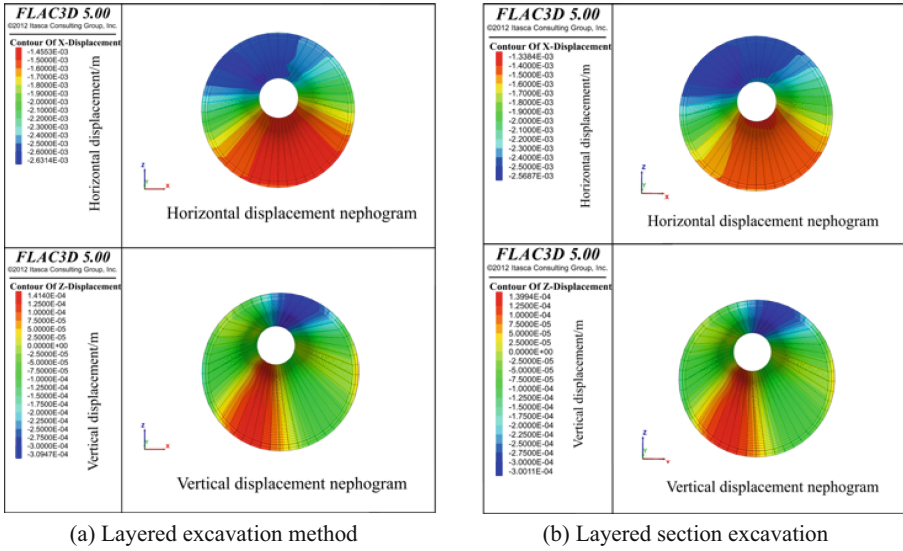 FLAC3D 5.00
©2012 Itasca Consulting Group, Inc.
Contour Of X-Displacement
-1.4553E-03
-1.5000E-03
-1.6000E-03
-1.7000E-03
-1.8000E-03
-1.9000E-03
-2.0000E-03
-2.1000E-03
-2.2000E-03
-2.3000E-03
-2.4000E-03
-2.5000E-03
-2.6000E-03
-2.6314E-03
Horizontal displacement/m
Z
Y
X
Horizontal displacement nephogram
FLAC3D 5.00
©2012 Itasca Consulting Group, Inc.
Contour Of Z-Displacement
1.4140E-04
1.2500E-04
1.0000E-04
7.5000E-05
5.0000E-05
2.5000E-05
0.0000E+00
-2.5000E-05
-5.0000E-05
-7.5000E-05
-1.0000E-04
-1.2500E-04
-1.5000E-04
-1.7500E-04
-2.0000E-04
-2.2500E-04
-2.5000E-04
-2.7500E-04
-3.0000E-04
-3.0947E-04
Vertical displacement/m
Z
Y
X
Vertical displacement nephogram
(a) Layered excavation method
FLAC3D 5.00
©2012 Itasca Consulting Group, Inc.
Contour Of X-Displacement
-1.3384E-03
-1.4000E-03
-1.5000E-03
-1.6000E-03
-1.7000E-03
-1.8000E-03
-1.9000E-03
-2.0000E-03
-2.1000E-03
-2.2000E-03
-2.3000E-03
-2.4000E-03
-2.5000E-03
-2.5687E-03
Horizontal displacement/m
Z
Y
X
Horizontal displacement nephogram
FLAC3D 5.00
©2012 Itasca Consulting Group, Inc.
Contour Of Z-Displacement
1.3994E-04
1.2500E-04
1.0000E-04
7.5000E-05
5.0000E-05
2.5000E-05
0.0000E+00
-2.5000E-05
-5.0000E-05
-7.5000E-05
-1.0000E-04
-1.2500E-04
-1.5000E-04
-1.7500E-04
-2.0000E-04
-2.2500E-04
-2.5000E-04
-2.7500E-04
-3.0000E-04
-3.0011E-04
Vertical displacement/m
Z
Y
Vertical displacement nephogram
(b) Layered section excavation